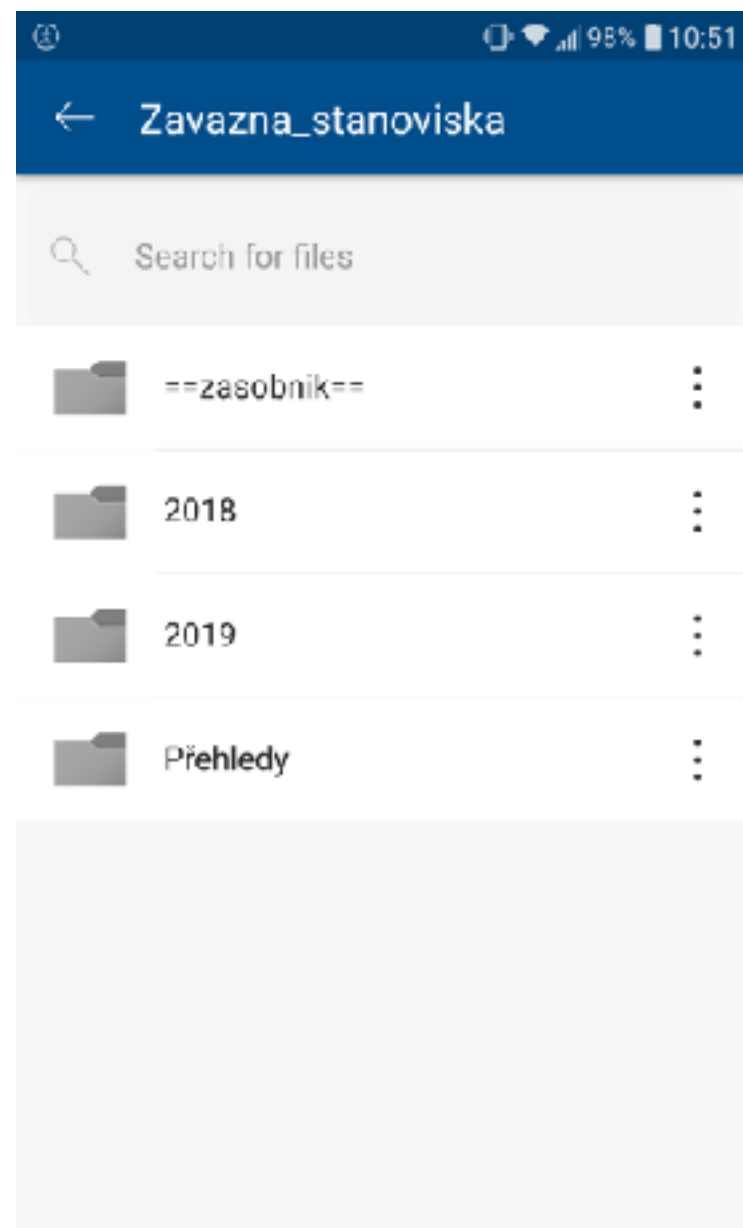 98% 10:51
Zavazna_stanoviska
Search for files
==zasobnik==
2018
2019
Přehledy